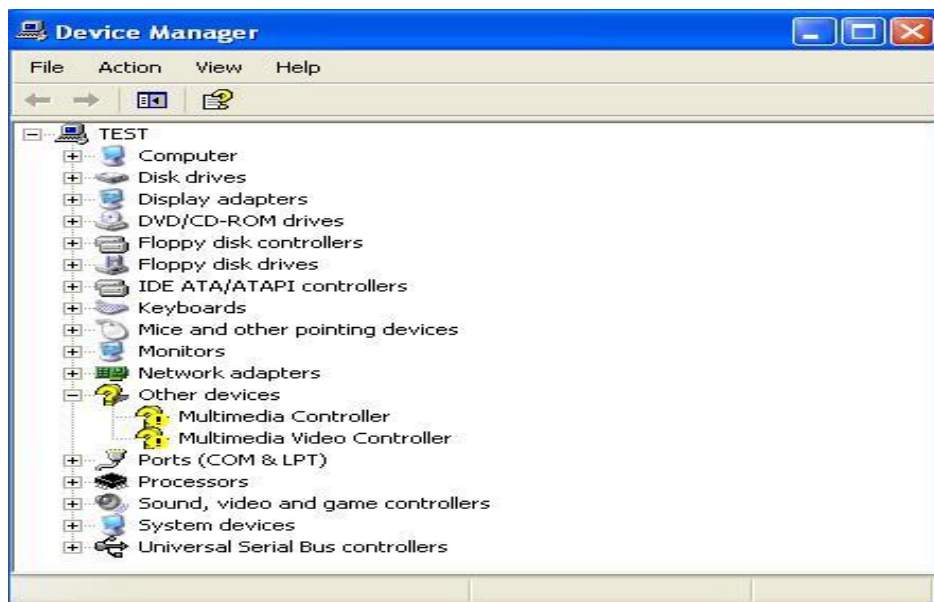 Device Manager
File Action View Help
TEST
Computer
Disk drives
Display adapters
DVD/CD-ROM drives
Floppy disk controllers
Floppy disk drives
IDE ATA/ATAPI controllers
Keyboards
Mice and other pointing devices
Monitors
Network adapters
Other devices
Multimedia Controller
Multimedia Video Controller
Ports (COM & LPT)
Processors
Sound, video and game controllers
System devices
Universal Serial Bus controllers